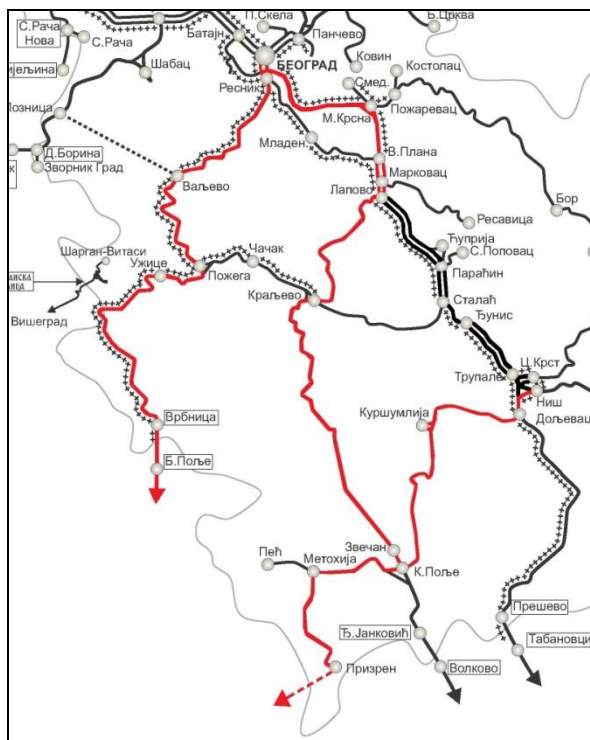 П.Скела
Б.Црква
С.Рача
Нова
С.Рача
Батајн
Панчево
Шабац
БЕОГРАД
Ковин
Костолац
Ресник
Смед.
Пожаревац
М.Крсна
Младен.
В.Плана
Д.Борина
Зворник Град
Марковац
Ваљево
Лапово
Бор
Ресавица
Ћуприја
С.Поповац
Шарган-Витаси
Чачак
Ужице
Пожега
Параћин
Краљево
Сталаћ
Вишеград
Ђунис
Ц.Крст
Трупале
Ниш
Куршумлија
Дољевац
Врбница
Б.Поље
Звечан
Пећ
Метохија
К.Поље
Прешево
Ђ.Јанковић
Табановци
Призрен
Волково